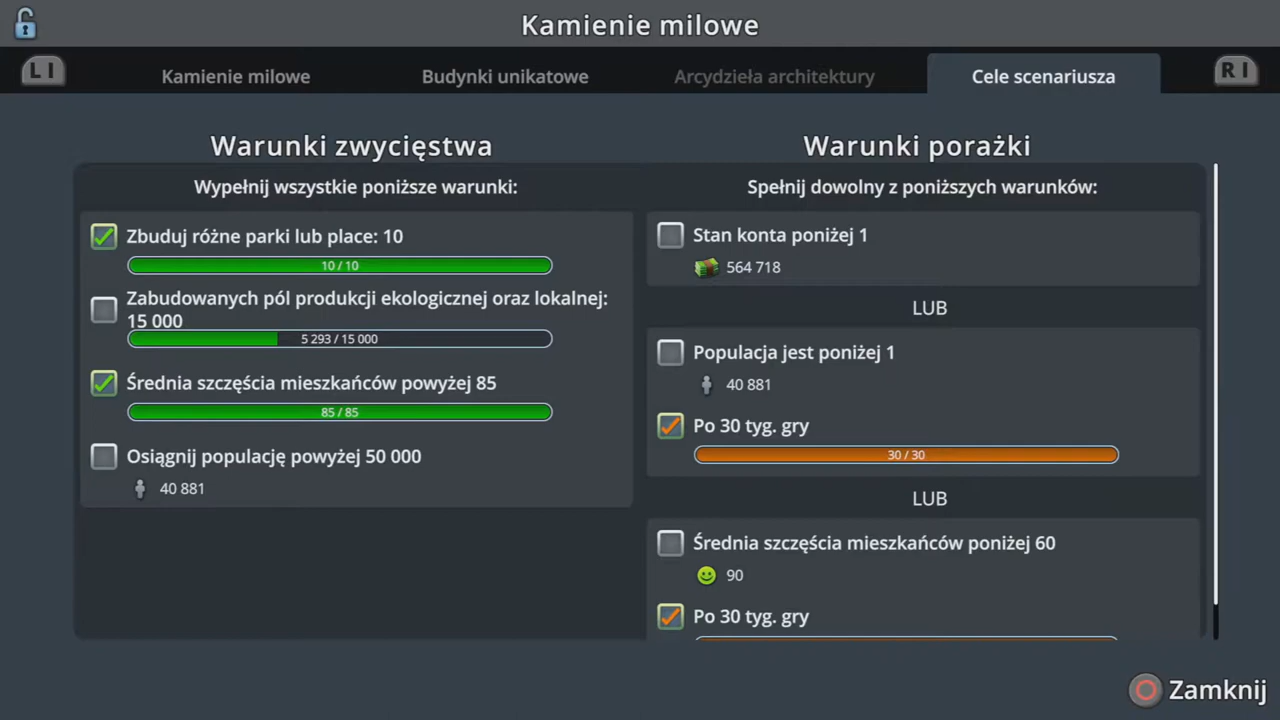 Kamienie milowe
L1
Kamienie milowe
Budynki unikatowe
Arcydzieła architektury
Cele scenariusza
R1
Warunki zwycięstwa
Wypełnij wszystkie poniższe warunki:
Zbuduj różne parki lub place: 10
10 / 10
Zabudowanych pól produkcji ekologicznej oraz lokalnej:
15 000
5 293 / 15 000
Średnia szczęścia mieszkańców powyżej 85
85 / 85
Osiągnij populację powyżej 50 000
40 881
Warunki porażki
Spełnij dowolny z poniższych warunków:
Stan konta poniżej 1
564 718
LUB
Populacja jest poniżej 1
40 881
Po 30 tyg. gry
30 / 30
LUB
Średnia szczęścia mieszkańców poniżej 60
90
Po 30 tyg. gry
Zamknij